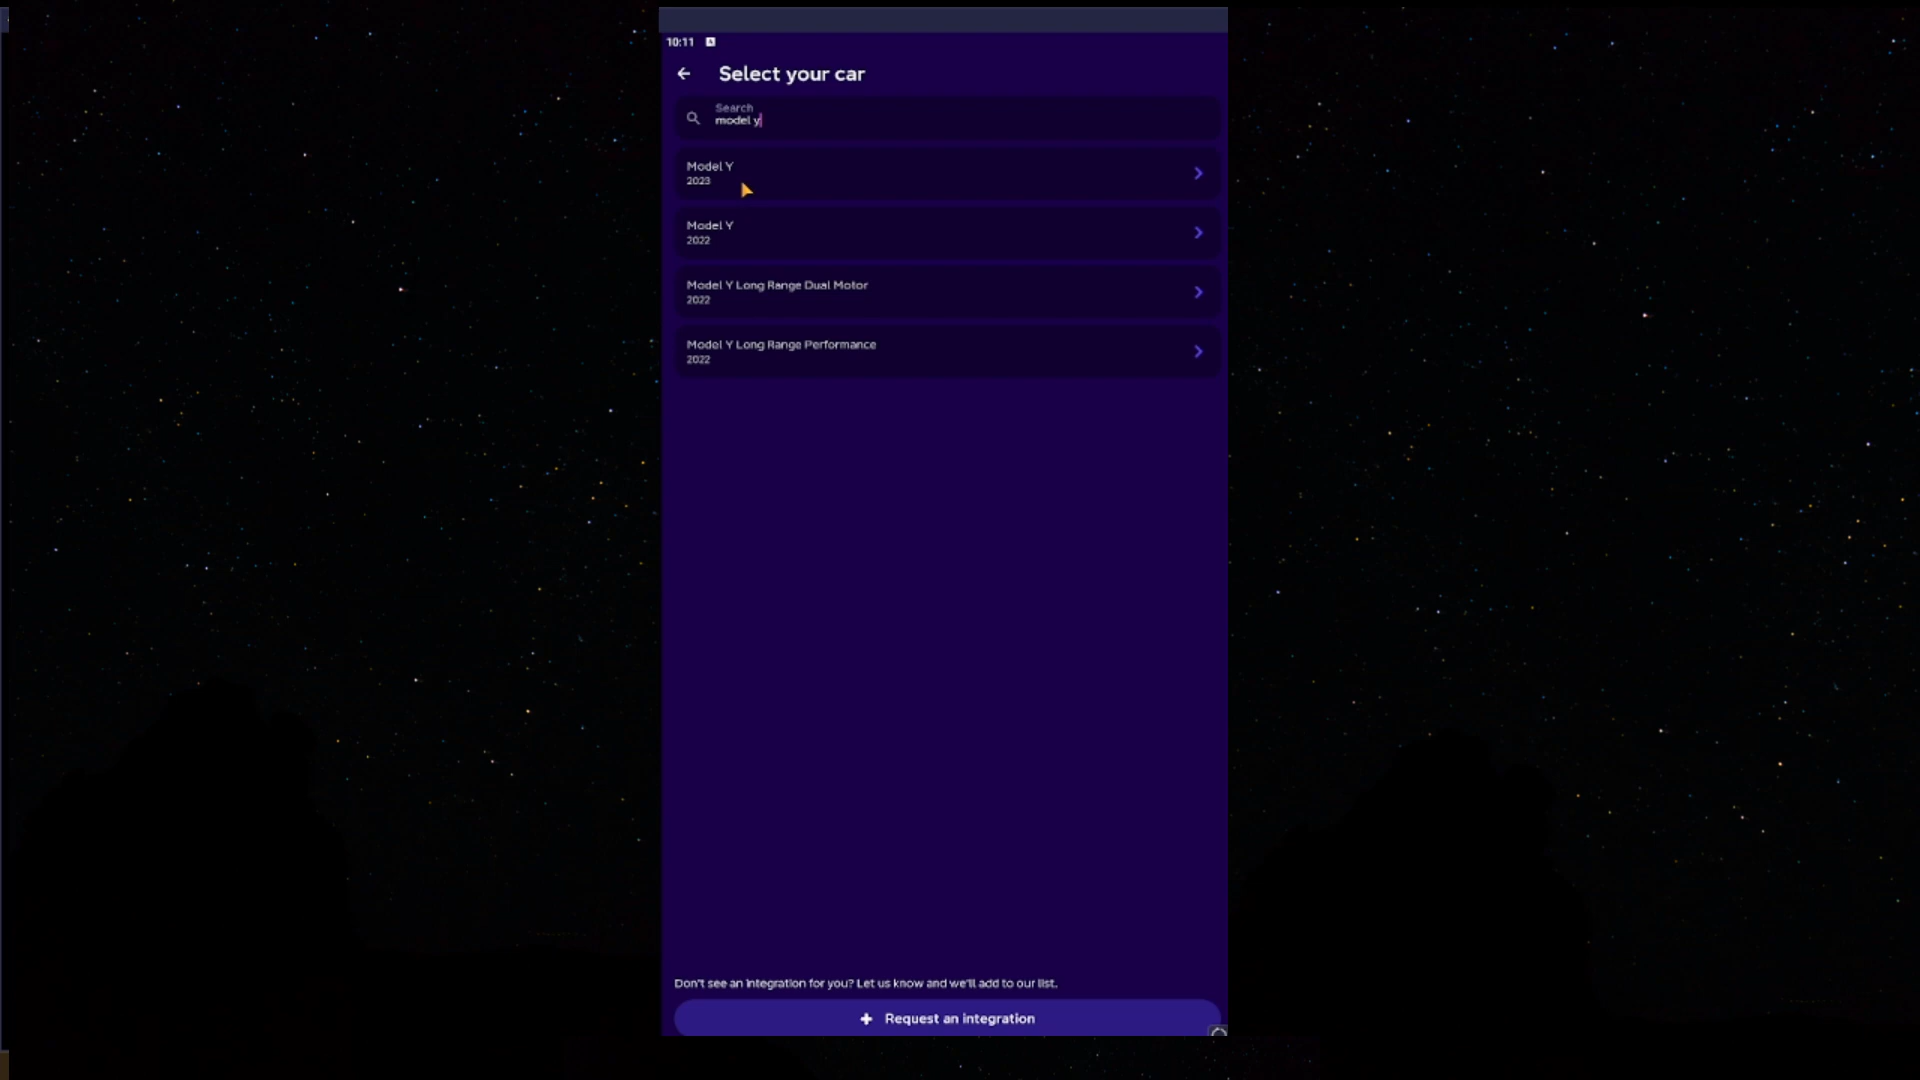 10:11
Select your car
Search
model y
Model Y
2023
Model Y
2022
Model Y Long Range Dual Motor
2022
Model Y Long Range Performance
2022
Don't see an integration for you? Let us know and we'll add to our list.
Request an integration